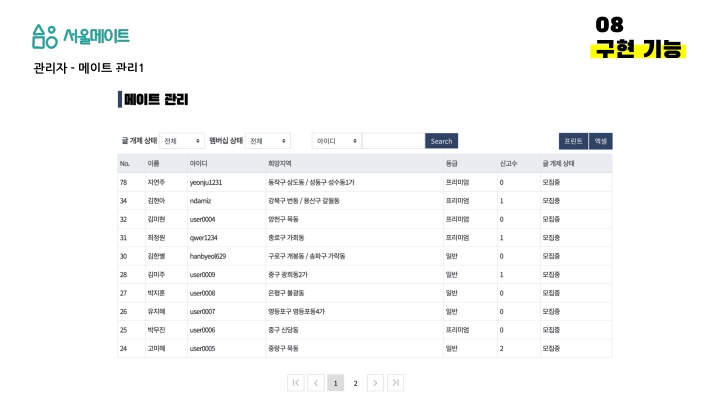 서울메이트
08
구현 기능
관리자 - 메이트 관리1
메이트 관리
글 개제 상태 전체 멤버십 상태 전체 아이디 Search 프린트 엑셀
No. 이름 아이디 희망지역 등급 신고수 글 개제 상태
78 지연주 yeonju1231 동작구 상도동 / 성동구 성수동1가 프리미엄 0 모집중
34 김현아 ndamiz 강북구 번동 / 용산구 갈월동 프리미엄 1 모집중
32 김미현 user0004 양천구 목동 프리미엄 0 모집중
31 최정원 qwer1234 종로구 가회동 프리미엄 1 모집중
30 김한별 hanbyeol629 구로구 개봉동 / 송파구 가락동 일반 0 모집중
28 김미주 user0009 중구 광희동2가 일반 1 모집중
27 박지훈 user0008 은평구 불광동 일반 0 모집중
26 유지혜 user0007 영등포구 영등포동4가 일반 0 모집중
25 박무진 user0006 중구 신당동 프리미엄 0 모집중
24 고미혜 user0005 중랑구 묵동 일반 2 모집중
1 2